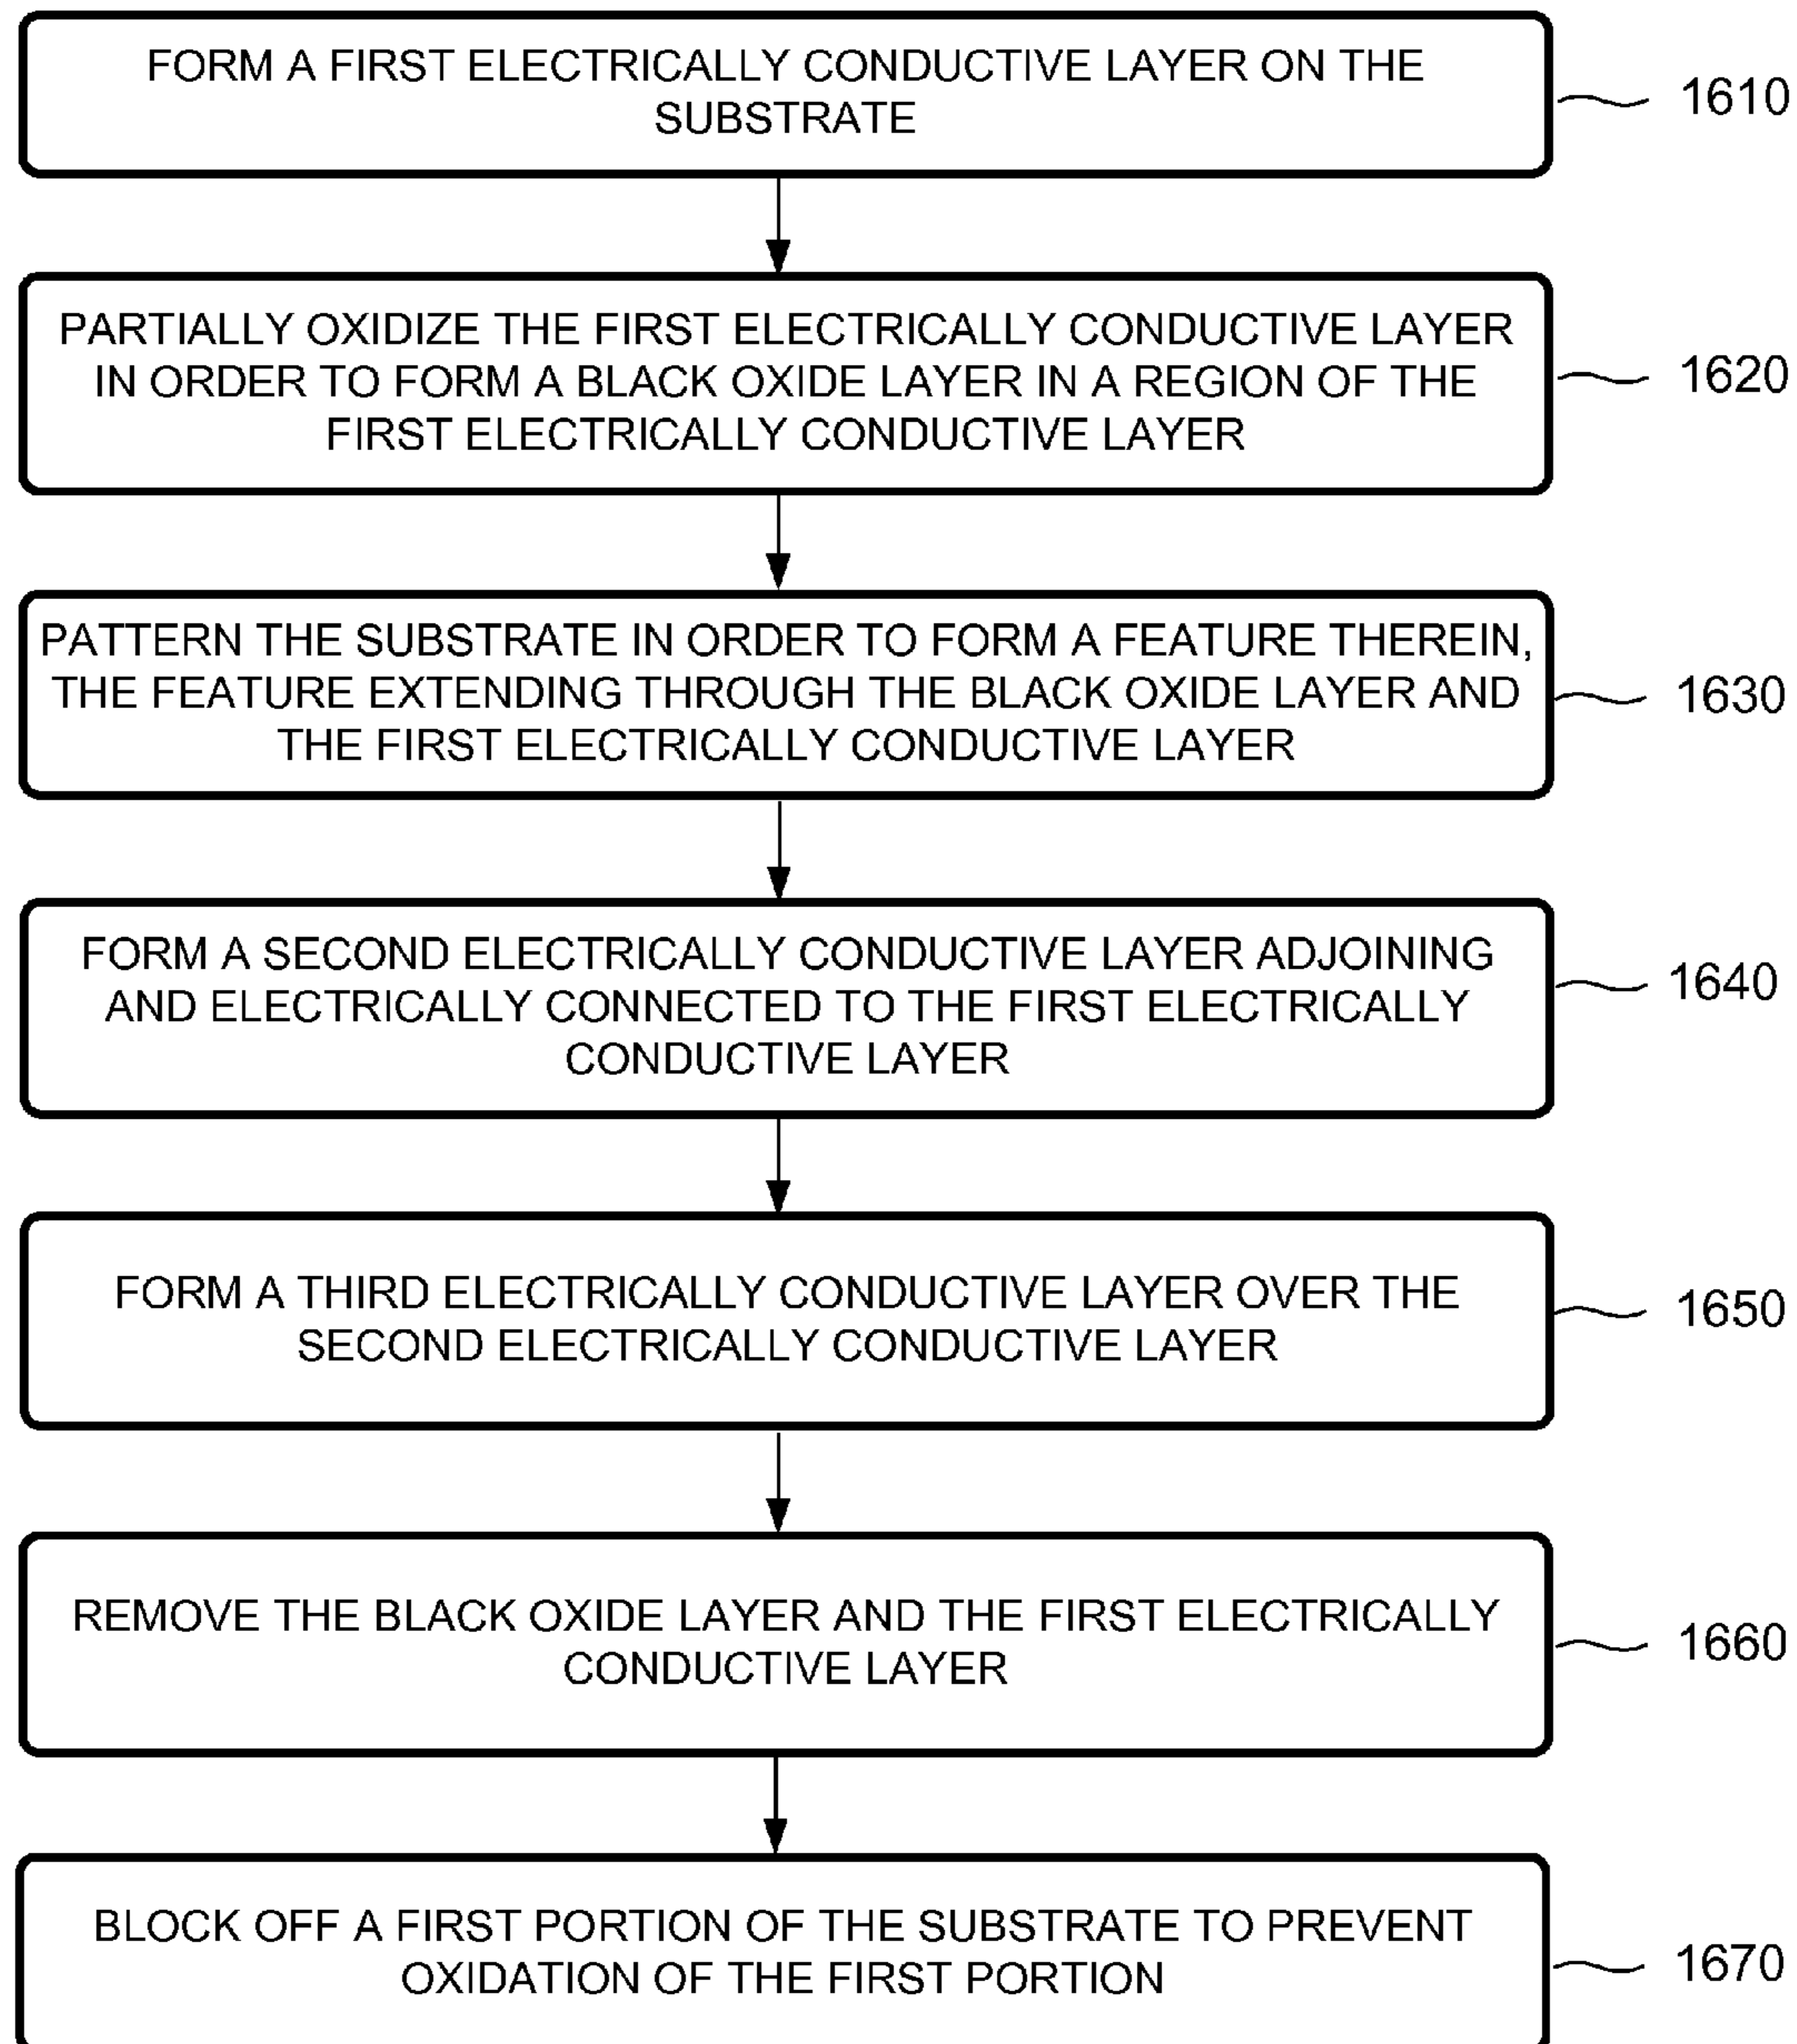 FORM A FIRST ELECTRICALLY CONDUCTIVE LAYER ON THE
SUBSTRATE
1610
PARTIALLY OXIDIZE THE FIRST ELECTRICALLY CONDUCTIVE LAYER
IN ORDER TO FORM A BLACK OXIDE LAYER IN A REGION OF THE
FIRST ELECTRICALLY CONDUCTIVE LAYER
1620
PATTERN THE SUBSTRATE IN ORDER TO FORM A FEATURE THEREIN,
THE FEATURE EXTENDING THROUGH THE BLACK OXIDE LAYER AND
THE FIRST ELECTRICALLY CONDUCTIVE LAYER
1630
FORM A SECOND ELECTRICALLY CONDUCTIVE LAYER ADJOINING
AND ELECTRICALLY CONNECTED TO THE FIRST ELECTRICALLY
CONDUCTIVE LAYER
1640
FORM A THIRD ELECTRICALLY CONDUCTIVE LAYER OVER THE
SECOND ELECTRICALLY CONDUCTIVE LAYER
1650
REMOVE THE BLACK OXIDE LAYER AND THE FIRST ELECTRICALLY
CONDUCTIVE LAYER
1660
BLOCK OFF A FIRST PORTION OF THE SUBSTRATE TO PREVENT
OXIDATION OF THE FIRST PORTION
1670